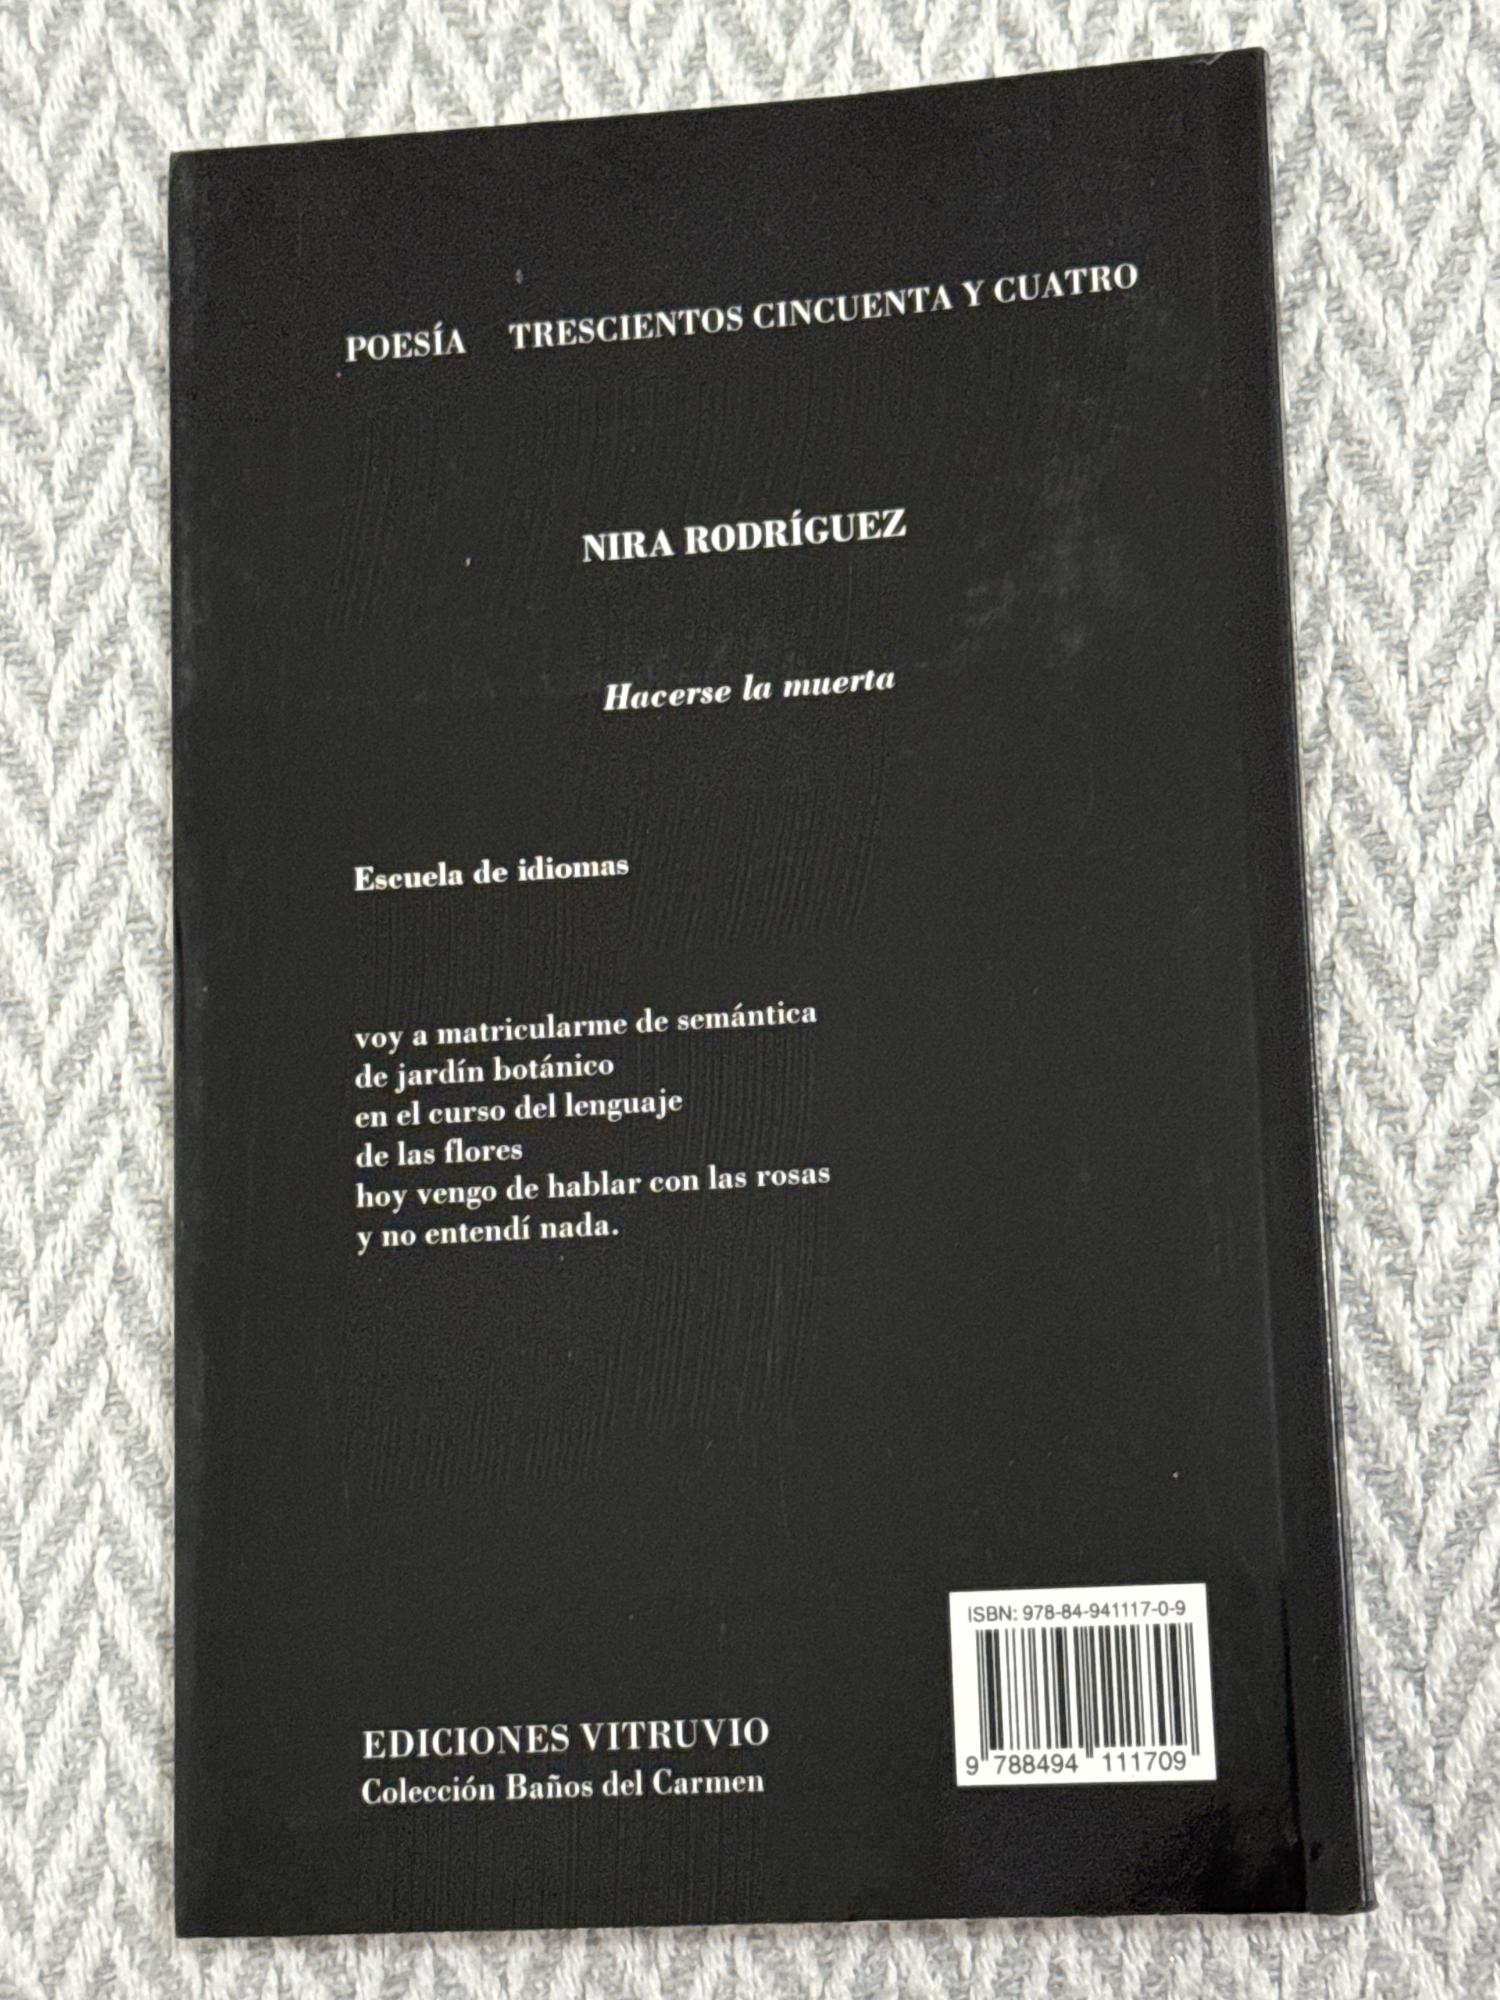 POESÍA TRESCIENTOS CINCUENTA Y CUATRO
NIRA RODRÍGUEZ
Hacerse la muerta
Escuela de idiomas
voy a matricularme de semántica
de jardín botánico
en el curso del lenguaje
de las flores
hoy vengo de hablar con las rosas
y no entendí nada.
ISBN: 978-84-941117-0-9
9 788494 111709
EDICIONES VITRUVIO
Colección Baños del Carmen